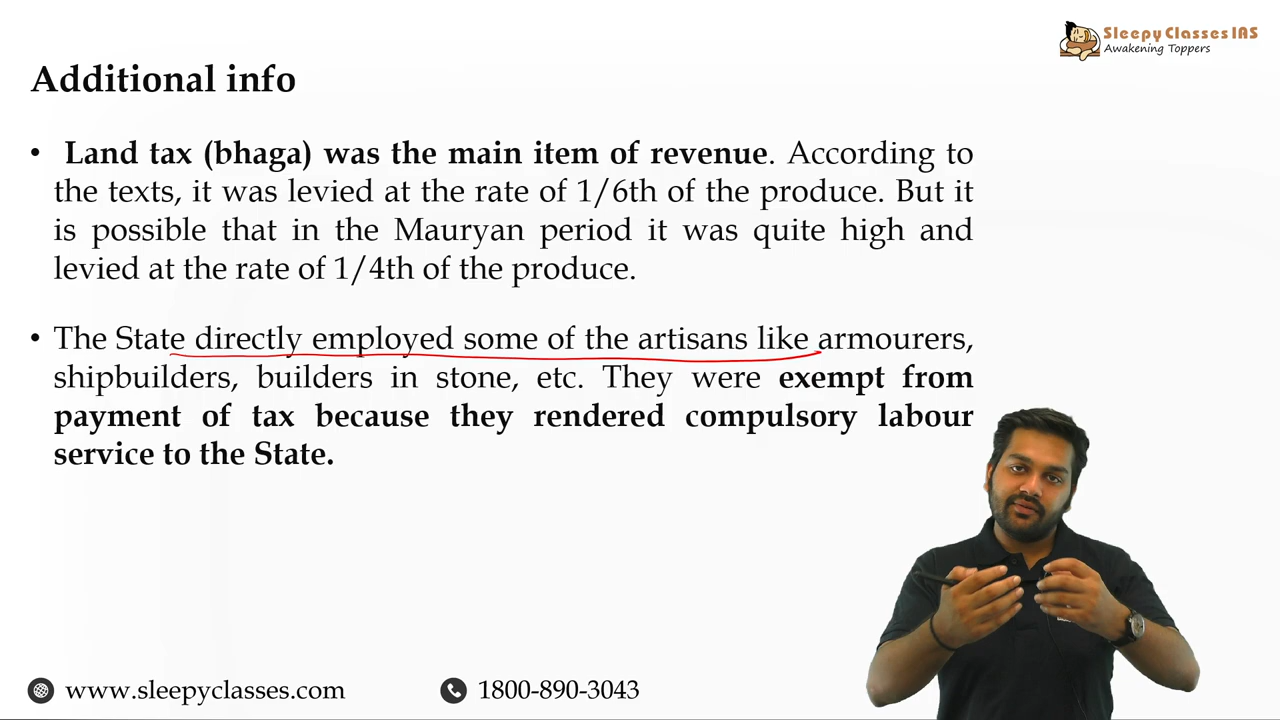 Sleepy Classes IAS
Awakening Toppers
Additional info
• Land tax (bhaga) was the main item of revenue. According to
the texts, it was levied at the rate of 1/6th of the produce. But it
is possible that in the Mauryan period it was quite high and
levied at the rate of 1/4th of the produce.
• The State directly employed some of the artisans like armourers,
shipbuilders, builders in stone, etc. They were exempt from
payment of tax because they rendered compulsory labour
service to the State.
www.sleepyclasses.com
1800-890-3043